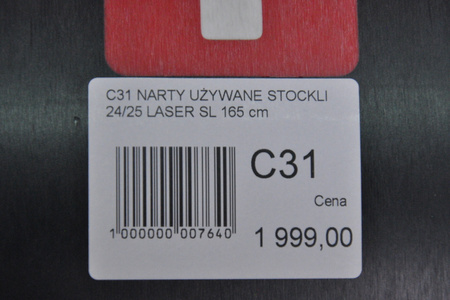 C31 NARTY UŻYWANE STOCKLI
24/25 LASER SL 165 cm
C31
Cena
1 999,00
1 000000 007640